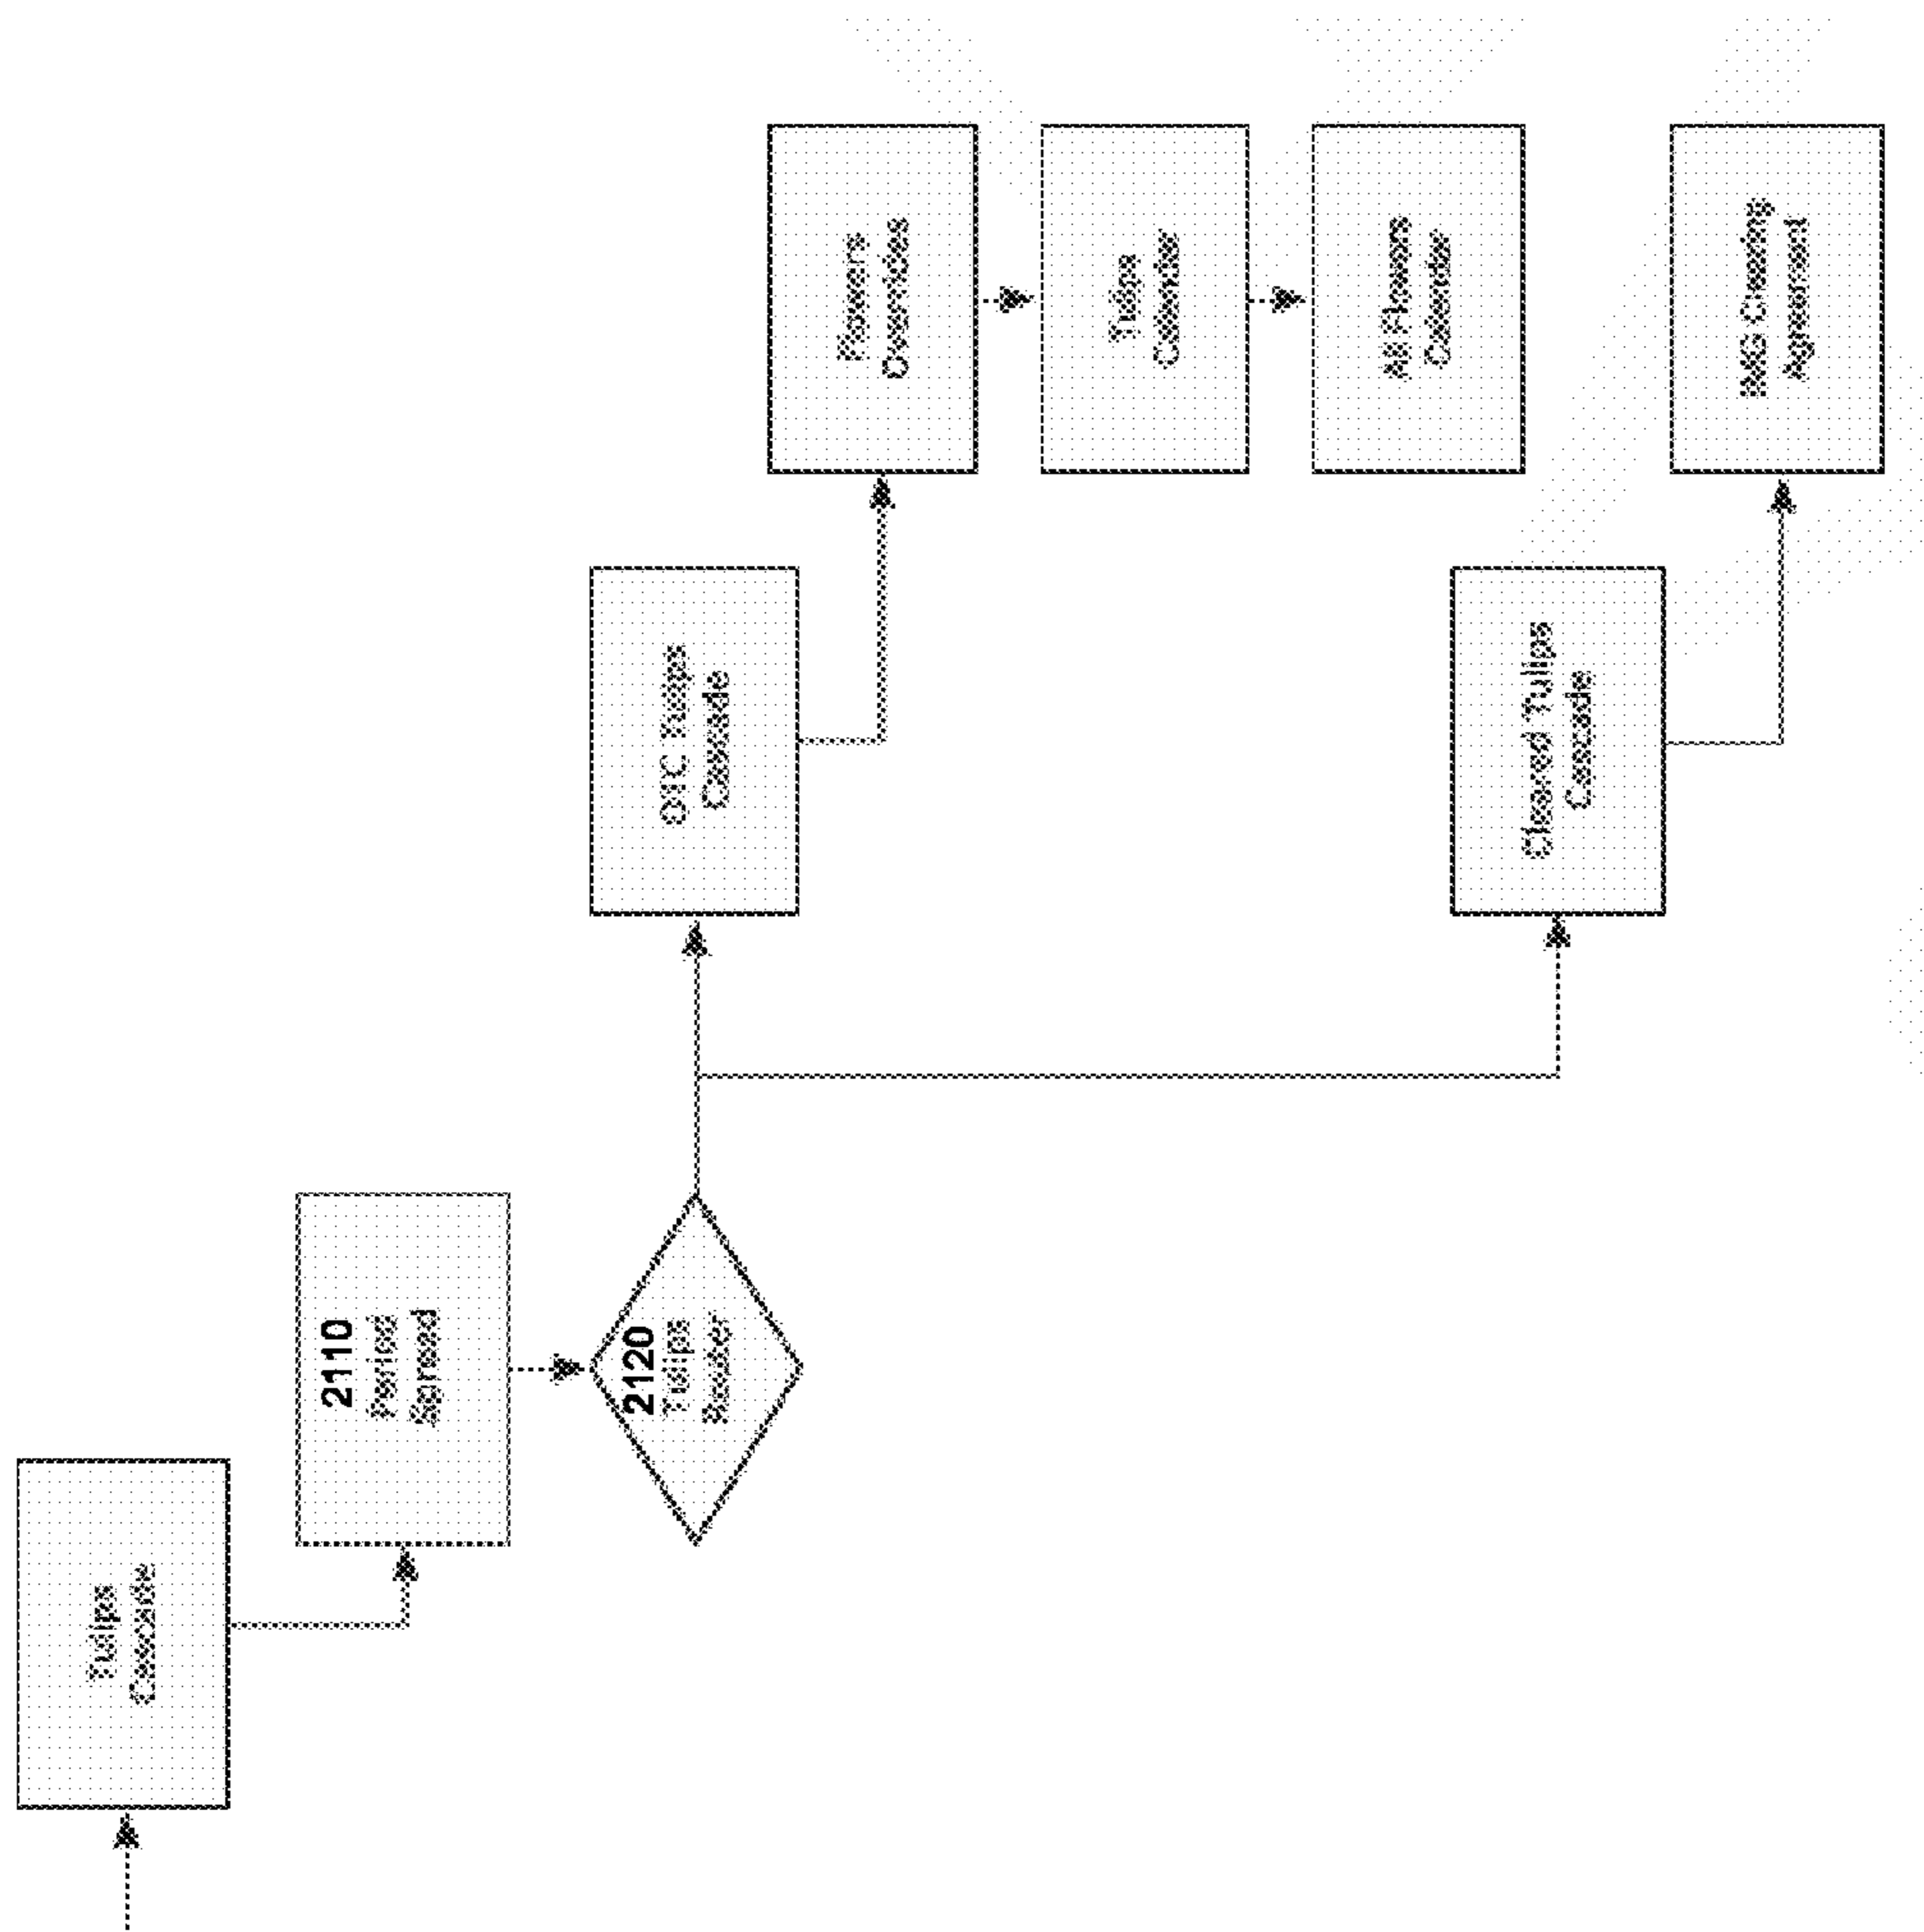 Tulips
Cascade
2110
Period
Spread
2120
Tulips
Router
OTC Tulips
Cascade
Flowers
Overrides
Tulips
Calendar
All Flowers
Calendar
Cleared Tulips
Cascade
IMG Clearing
Agreement